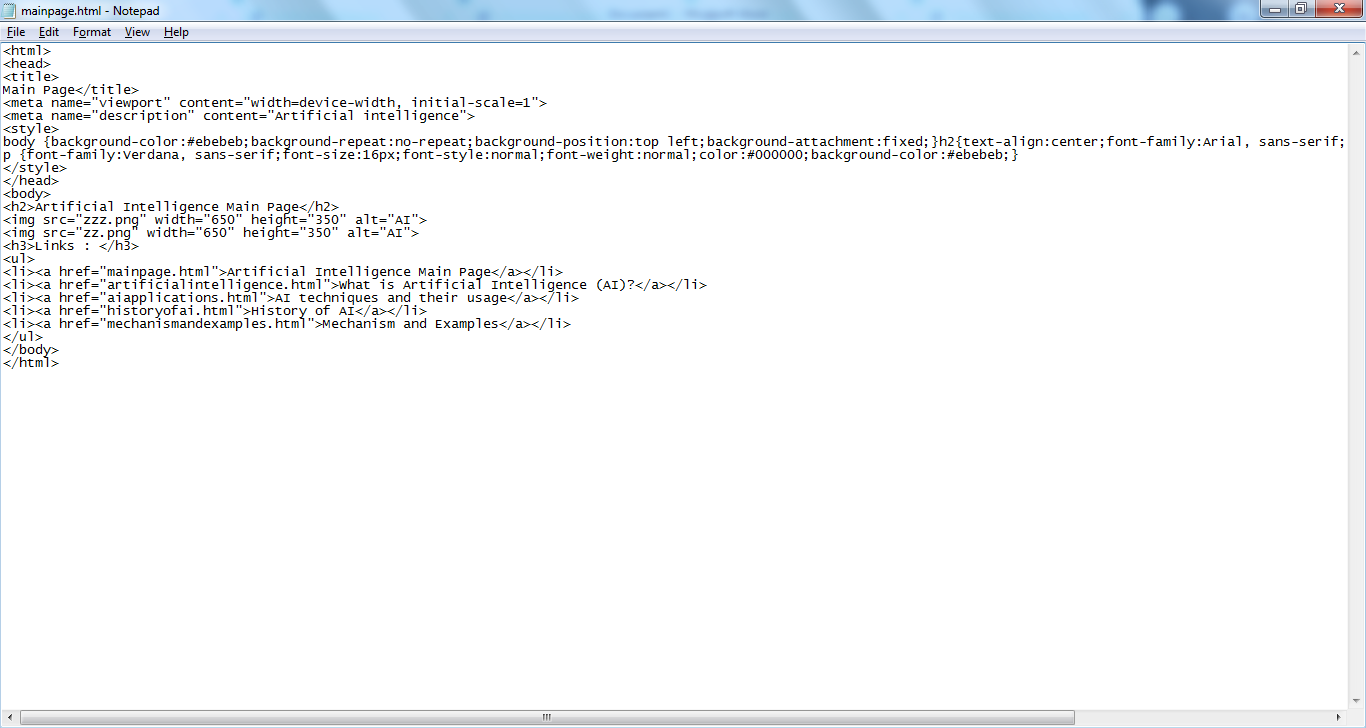 mainpage.html - Notepad
File Edit Format View Help
<html>
<head>
<title>
Main Page</title>
<meta name="viewport" content="width=device-width, initial-scale=1">
<meta name="description" content="Artificial intelligence">
<style>
body {background-color:#ebebeb;background-repeat:no-repeat;background-position:top left;background-attachment:fixed;}h2{text-align:center;font-family:Arial, sans-serif;
p {font-family:Verdana, sans-serif;font-size:16px;font-style:normal;font-weight:normal;color:#000000;background-color:#ebebeb;}
</style>
</head>
<body>
<h2>Artificial Intelligence Main Page</h2>
<img src="zzz.png" width="650" height="350" alt="AI">
<img src="zz.png" width="650" height="350" alt="AI">
<h3>Links : </h3>
<ul>
<li><a href="mainpage.html">Artificial Intelligence Main Page</a></li>
<li><a href="artificialintelligence.html">What is Artificial Intelligence (AI)?</a></li>
<li><a href="aiapplications.html">AI techniques and their usage</a></li>
<li><a href="historyofai.html">History of AI</a></li>
<li><a href="mechanismandexamples.html">Mechanism and Examples</a></li>
</ul>
</body>
</html>